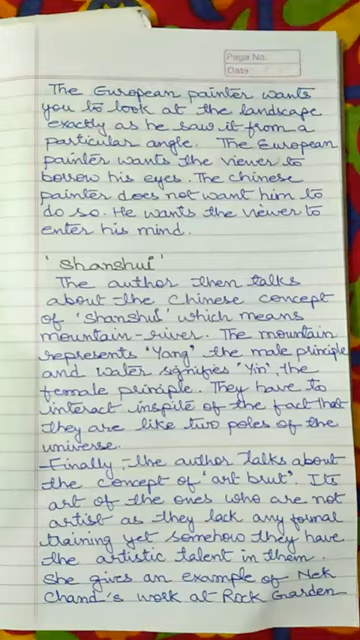 Page No.
Date
The European painter wants
you to look at the landscape
exactly as he saw it from a
particular angle. The European
painter wants the viewer to
borrow his eyes. The Chinese
painter does not want him to
do so. He wants the viewer to
enter his mind.
'Shanshui'
The author then talks
about the Chinese concept
of 'Shanshui' which means
mountain-river. The mountain
represents "Yang" the male principle
and water signifies 'Yin', the
female principle. They have to
interact inspite of the fact that
they are like two poles of the
universe.
Finally, the author talks about
the concept of 'art brut". Its
art of the ones who are not
artist as they lack any formal
training yet somehow they have
the artistic talent in them.
She gives an example of Nek
Chand's work at Rock Garden